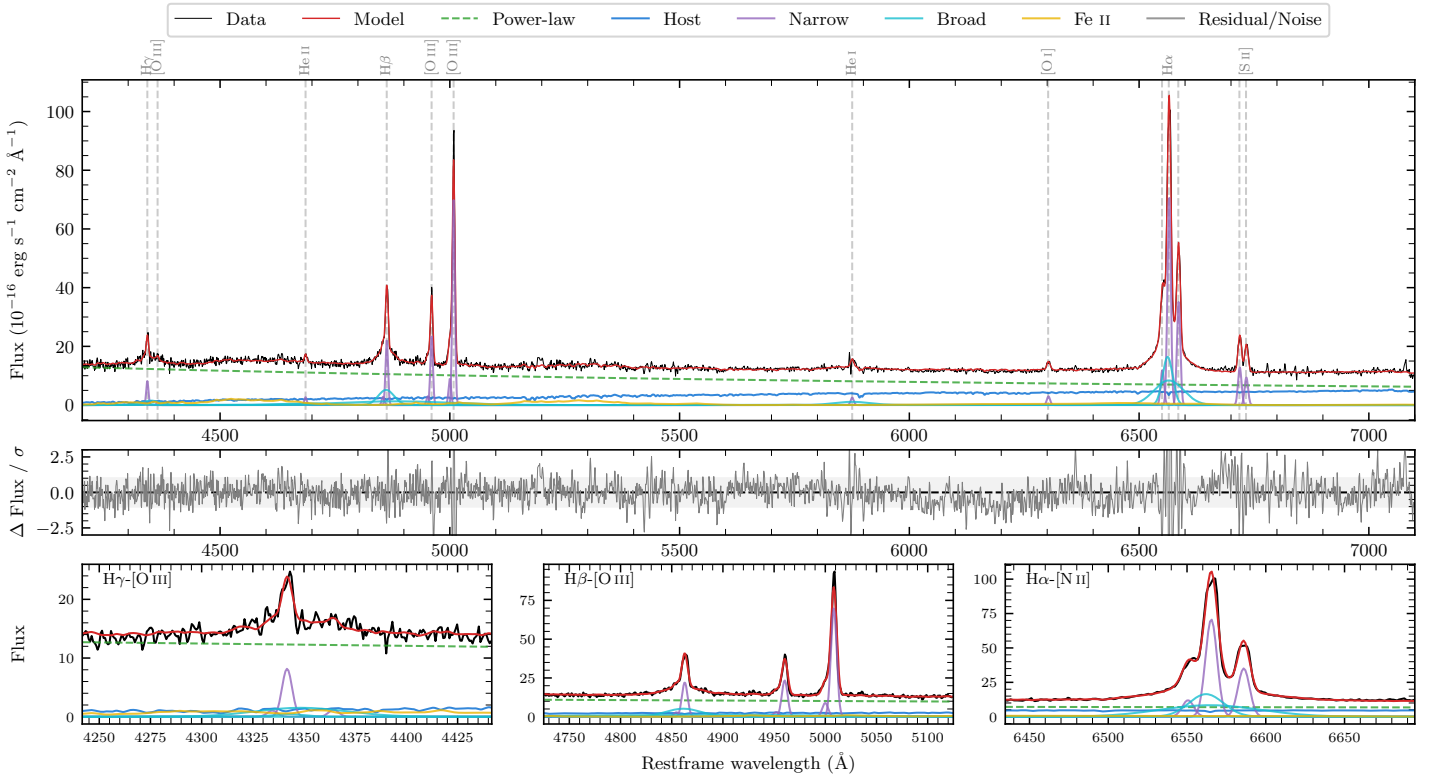 Data Model Power-law Host Narrow Broad Fe II Residual/Noise
Hγ [O III] He II Hβ [O III] [O III] He I [O I] Hα [S II]
Flux (10⁻¹⁶ erg s⁻¹ cm⁻² Å⁻¹)
100
80
60
40
20
0
4500 5000 5500 6000 6500 7000
Δ Flux / σ
2.5
0.0
−2.5
4500 5000 5500 6000 6500 7000
Hγ-[O III]
Flux
20
10
0
4250 4275 4300 4325 4350 4375 4400 4420
Hβ-[O III]
75
50
25
0
4750 4800 4850 4900 4950 5000 5050 5100
Hα-[N II]
100
75
50
25
0
6450 6500 6550 6600 6650
Restframe wavelength (Å)